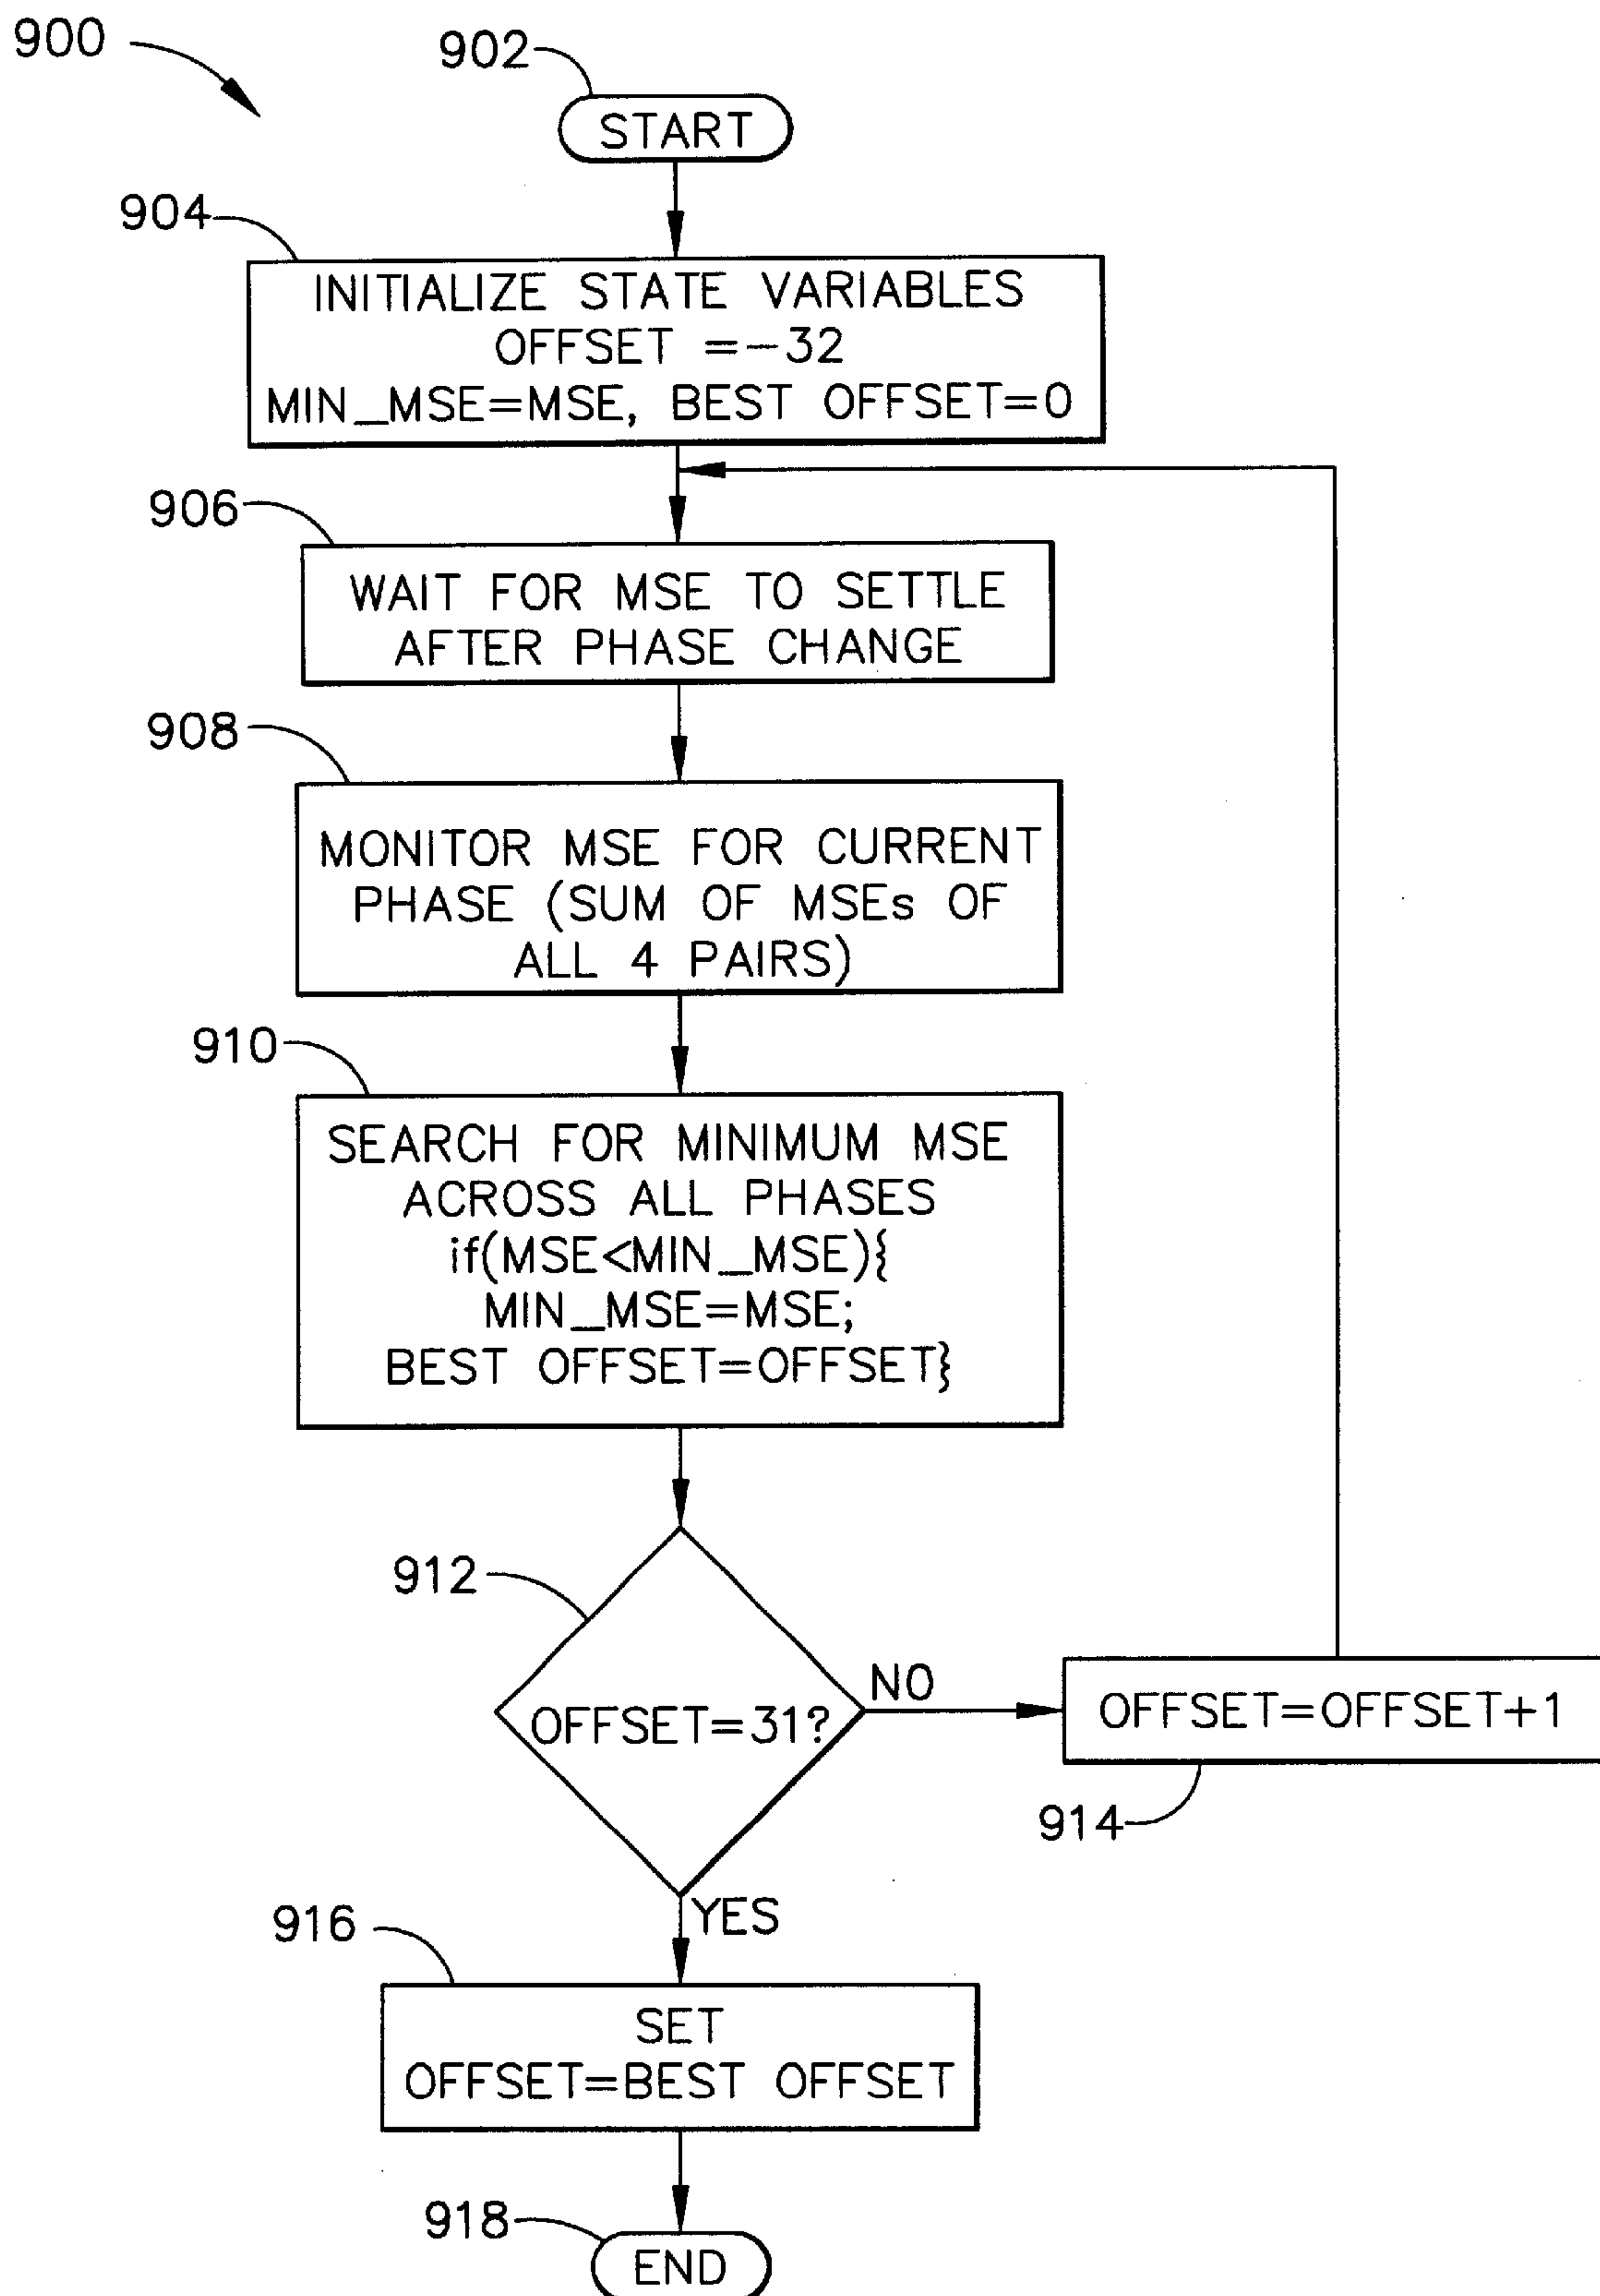 900
902
START
904
INITIALIZE STATE VARIABLES
OFFSET =-32
MIN_MSE=MSE, BEST OFFSET=0
906
WAIT FOR MSE TO SETTLE
AFTER PHASE CHANGE
908
MONITOR MSE FOR CURRENT
PHASE (SUM OF MSEs OF
ALL 4 PAIRS)
910
SEARCH FOR MINIMUM MSE
ACROSS ALL PHASES
if(MSE<MIN_MSE){
MIN_MSE=MSE;
BEST OFFSET=OFFSET}
912
OFFSET=31?
NO
OFFSET=OFFSET+1
914
YES
916
SET
OFFSET=BEST OFFSET
918
END